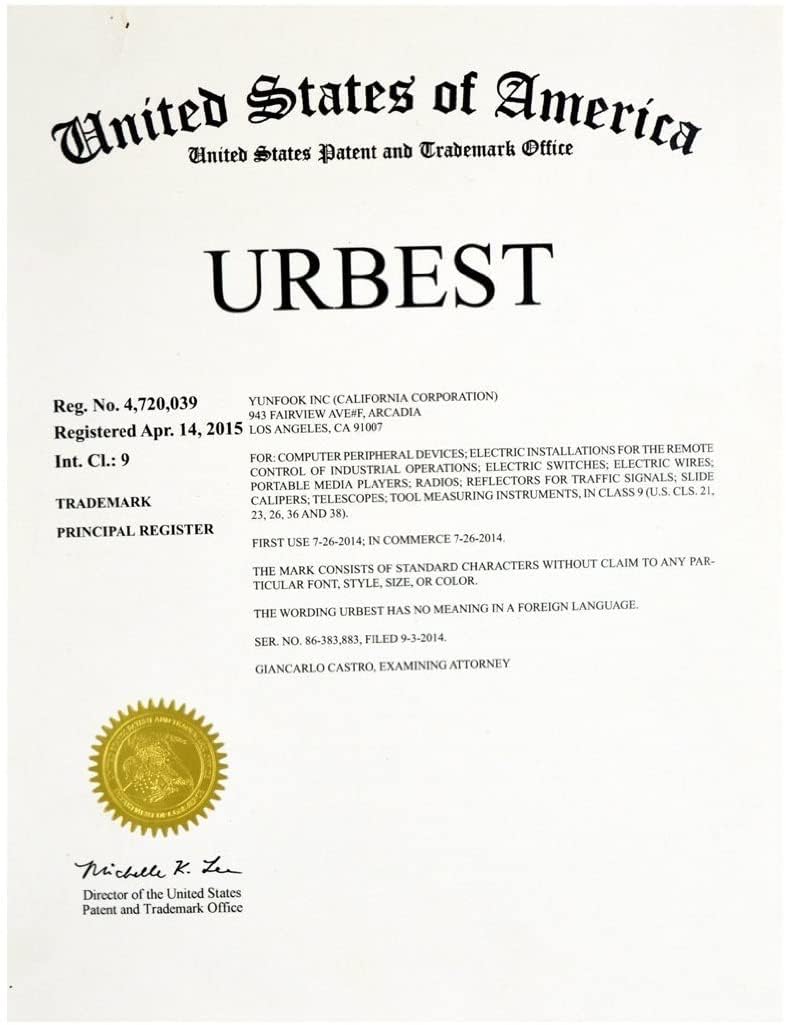 United States of America
United States Patent and Trademark Office
URBEST
Reg. No. 4,720,039
Registered Apr. 14, 2015
Int. Cl.: 9
TRADEMARK
PRINCIPAL REGISTER
YUNFOOK INC (CALIFORNIA CORPORATION)
943 FAIRVIEW AVE#F, ARCADIA
LOS ANGELES, CA 91007
FOR: COMPUTER PERIPHERAL DEVICES; ELECTRIC INSTALLATIONS FOR THE REMOTE
CONTROL OF INDUSTRIAL OPERATIONS; ELECTRIC SWITCHES; ELECTRIC WIRES;
PORTABLE MEDIA PLAYERS; RADIOS; REFLECTORS FOR TRAFFIC SIGNALS; SLIDE
CALIPERS; TELESCOPES; TOOL MEASURING INSTRUMENTS, IN CLASS 9 (U.S. CLS. 21,
23, 26, 36 AND 38).
FIRST USE 7-26-2014; IN COMMERCE 7-26-2014.
THE MARK CONSISTS OF STANDARD CHARACTERS WITHOUT CLAIM TO ANY PAR-
TICULAR FONT, STYLE, SIZE, OR COLOR.
THE WORDING URBEST HAS NO MEANING IN A FOREIGN LANGUAGE.
SER. NO. 86-383,883, FILED 9-3-2014.
GIANCARLO CASTRO, EXAMINING ATTORNEY
Michelle K. Lee
Director of the United States
Patent and Trademark Office